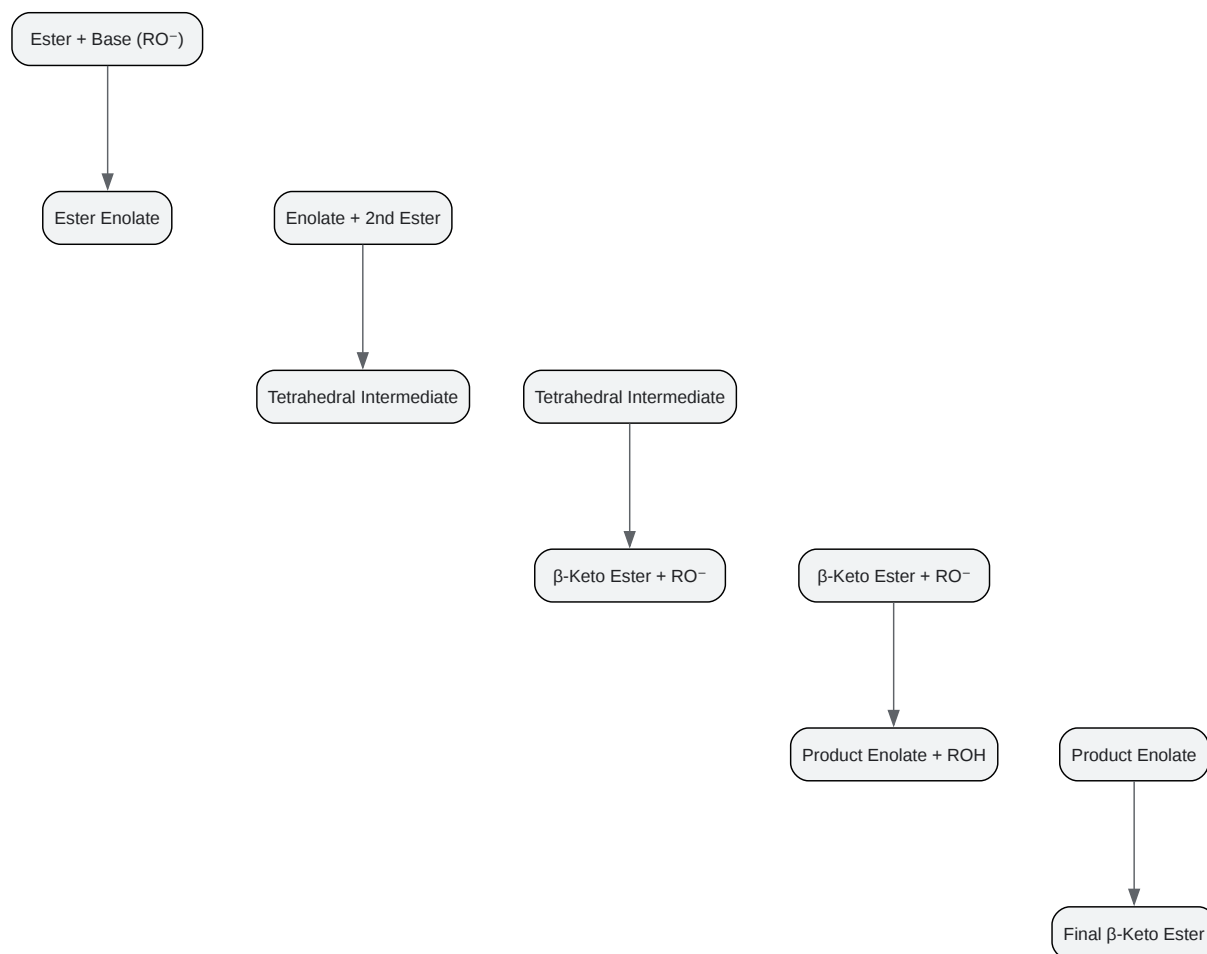 Ester + Base (RO⁻)
Ester Enolate
Enolate + 2nd Ester
Tetrahedral Intermediate
Tetrahedral Intermediate
β-Keto Ester + RO⁻
β-Keto Ester + RO⁻
Product Enolate + ROH
Product Enolate
Final β-Keto Ester